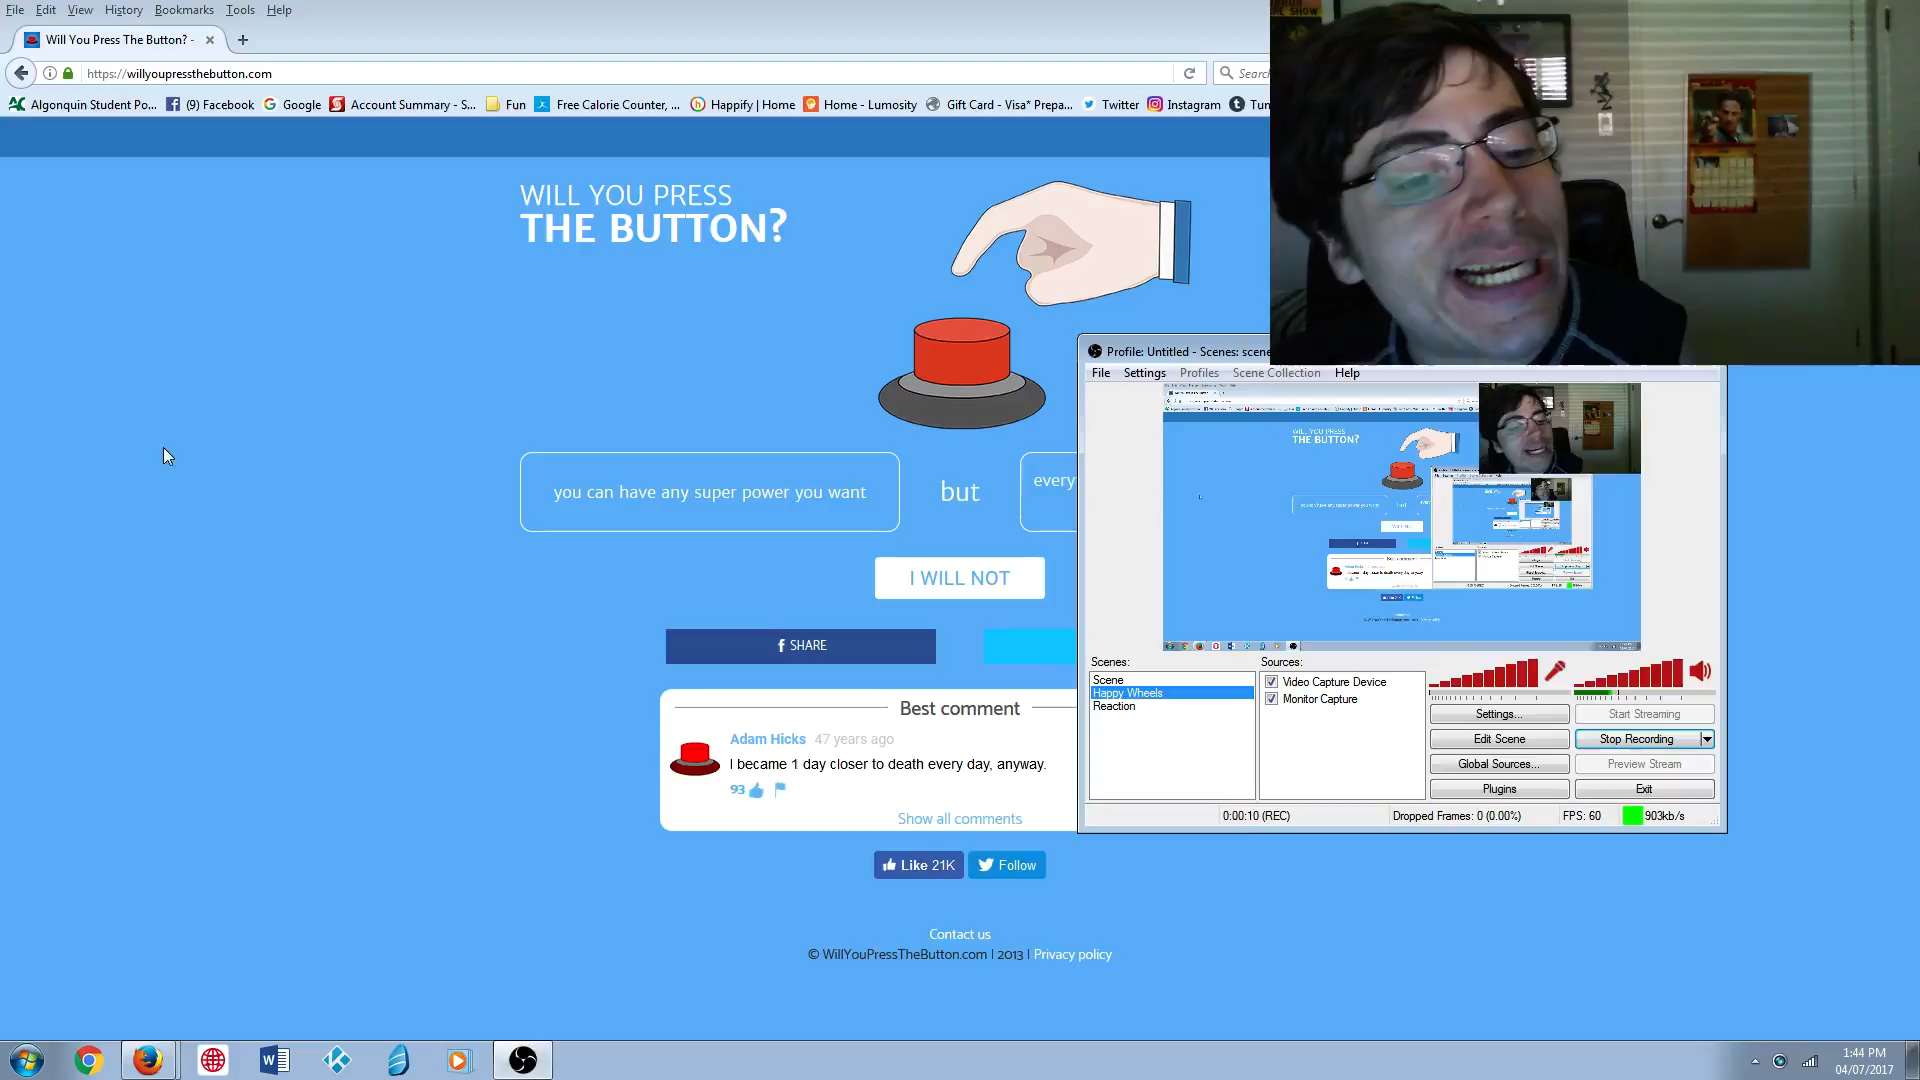 File Edit View History Bookmarks Tools Help
Will You Press The Button? -
https://willyoupressthebutton.com
Search
Algonquin Student Po... (9) Facebook Google Account Summary - S... Fun Free Calorie Counter, ... Happify | Home Home - Lumosity Gift Card - Visa* Prepa... Twitter Instagram Tun
WILL YOU PRESS
THE BUTTON?
you can have any super power you want
but
every
I WILL NOT
SHARE
Best comment
Adam Hicks 47 years ago
I became 1 day closer to death every day, anyway.
93
Show all comments
Like 21K Follow
Contact us
© WillYouPressTheButton.com | 2013 | Privacy policy
Profile: Untitled - Scenes: scene
File Settings Profiles Scene Collection Help
WILL YOU PRESS
THE BUTTON?
Scenes:
Scene
Happy Wheels
Reaction
Sources:
Video Capture Device
Monitor Capture
Settings... Start Streaming
Edit Scene Stop Recording
Global Sources... Preview Stream
Plugins Exit
0:00:10 (REC) Dropped Frames: 0 (0.00%) FPS: 60 903kb/s
1:44 PM
04/07/2017